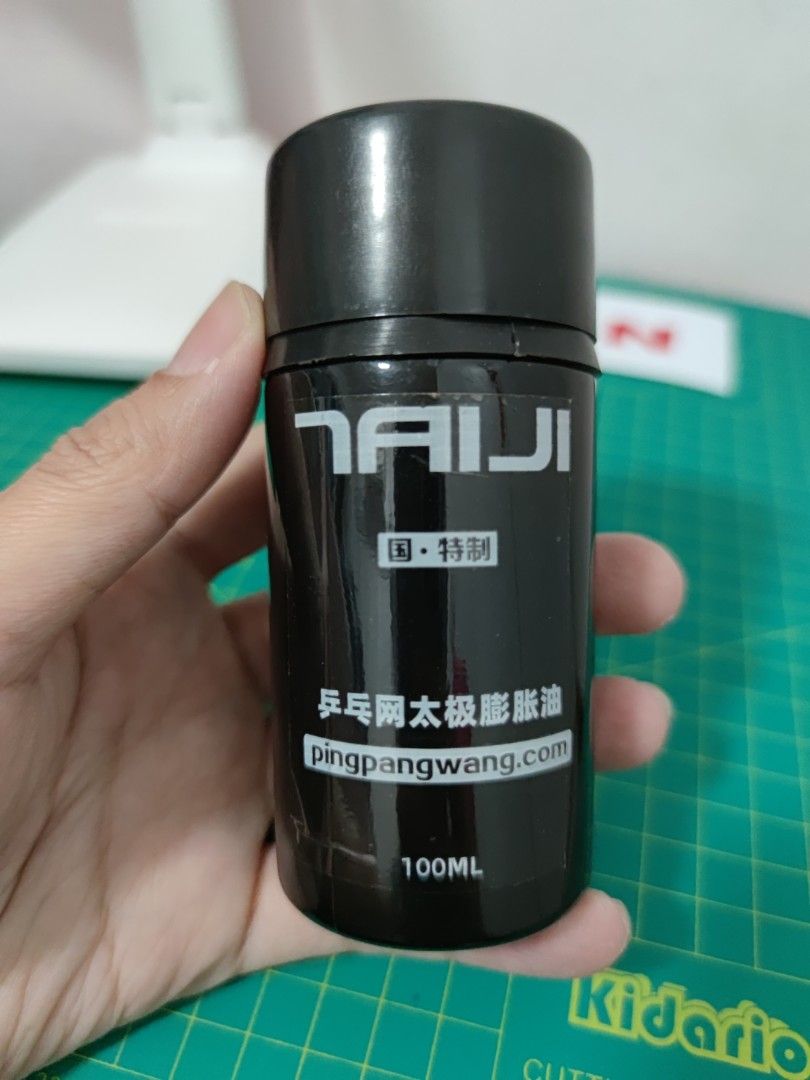 TAIJI
国·特制
乒乓网太极膨胀油
pingpangwang.com
100ML
Kidario